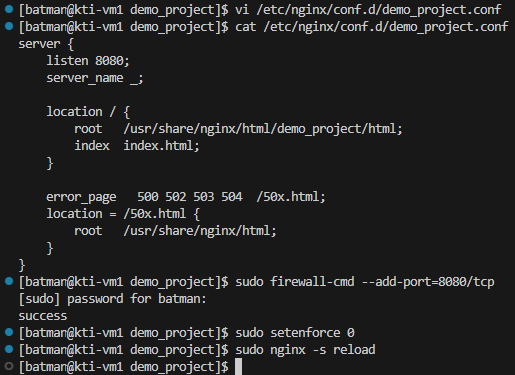 [batman@kti-vm1 demo_project]$ vi /etc/nginx/conf.d/demo_project.conf
[batman@kti-vm1 demo_project]$ cat /etc/nginx/conf.d/demo_project.conf
server {
    listen 8080;
    server_name _;

    location / {
        root   /usr/share/nginx/html/demo_project/html;
        index  index.html;
    }

    error_page   500 502 503 504  /50x.html;
    location = /50x.html {
        root   /usr/share/nginx/html;
    }
}
[batman@kti-vm1 demo_project]$ sudo firewall-cmd --add-port=8080/tcp
[sudo] password for batman:
success
[batman@kti-vm1 demo_project]$ sudo setenforce 0
[batman@kti-vm1 demo_project]$ sudo nginx -s reload
[batman@kti-vm1 demo_project]$